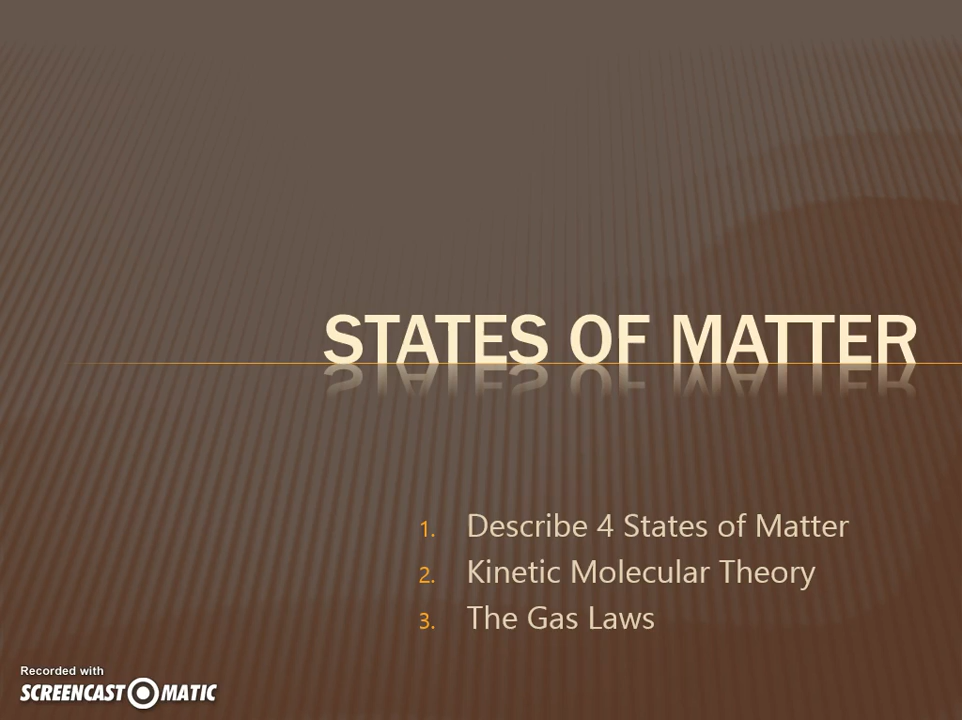 STATES OF MATTER
1. Describe 4 States of Matter
2. Kinetic Molecular Theory
3. The Gas Laws
Recorded with
SCREENCAST MATIC